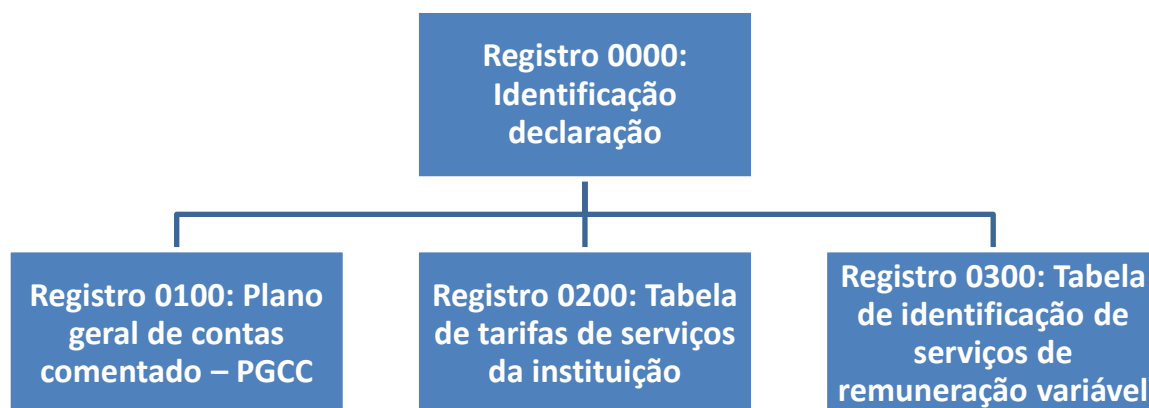 Registro 0000:
Identificação
declaração
Registro 0100: Plano
geral de contas
comentado – PGCC
Registro 0200: Tabela
de tarifas de serviços
da instituição
Registro 0300: Tabela
de identificação de
serviços de
remuneração variável